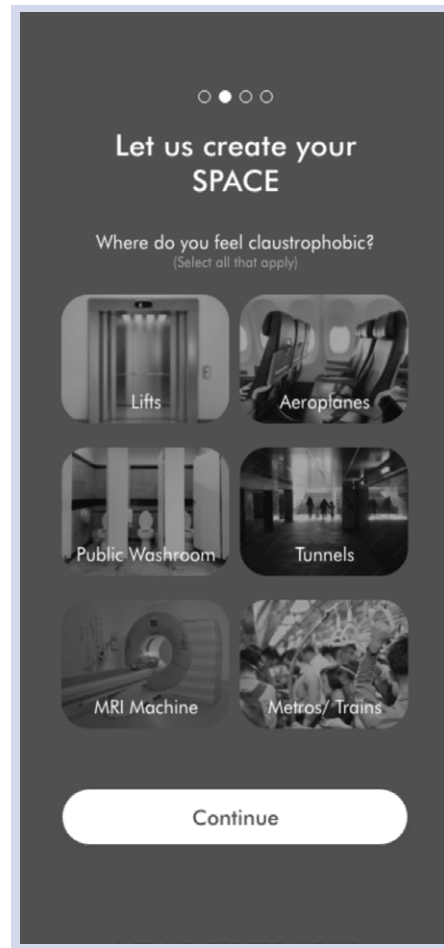 Let us create your
SPACE
Where do you feel claustrophobic?
(Select all that apply)
Lifts
Aeroplanes
Public Washroom
Tunnels
MRI Machine
Metros/ Trains
Continue